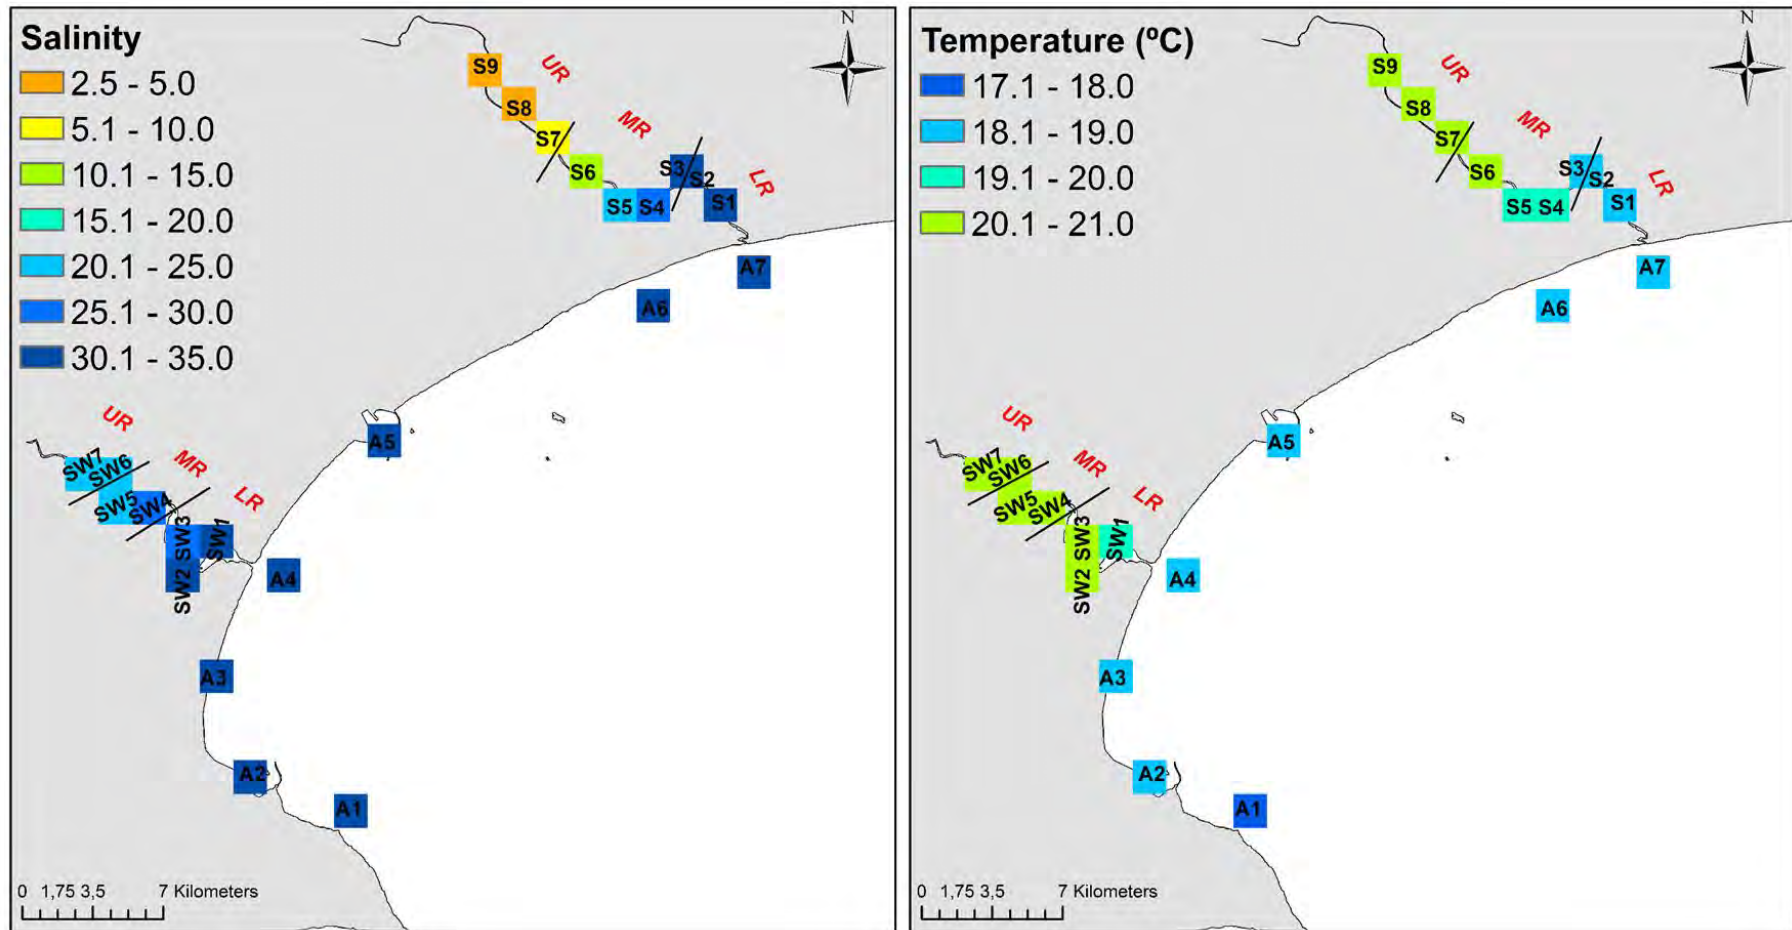 Salinity
2.5 - 5.0
5.1 - 10.0
10.1 - 15.0
15.1 - 20.0
20.1 - 25.0
25.1 - 30.0
30.1 - 35.0
N
S9
UR
S8
S7
MR
S6
S3
S2
LR
S5
S4
S1
A7
A6
A5
UR
SW7
SW6
MR
SW5
SW4
LR
SW3
SW1
SW2
A4
A3
A2
A1
0 1,75 3,5 7 Kilometers
Temperature (ºC)
17.1 - 18.0
18.1 - 19.0
19.1 - 20.0
20.1 - 21.0
N
S9
UR
S8
S7
MR
S6
S3
S2
LR
S5
S4
S1
A7
A6
A5
UR
SW7
SW6
MR
SW5
SW4
LR
SW3
SW1
SW2
A4
A3
A2
A1
0 1,75 3,5 7 Kilometers